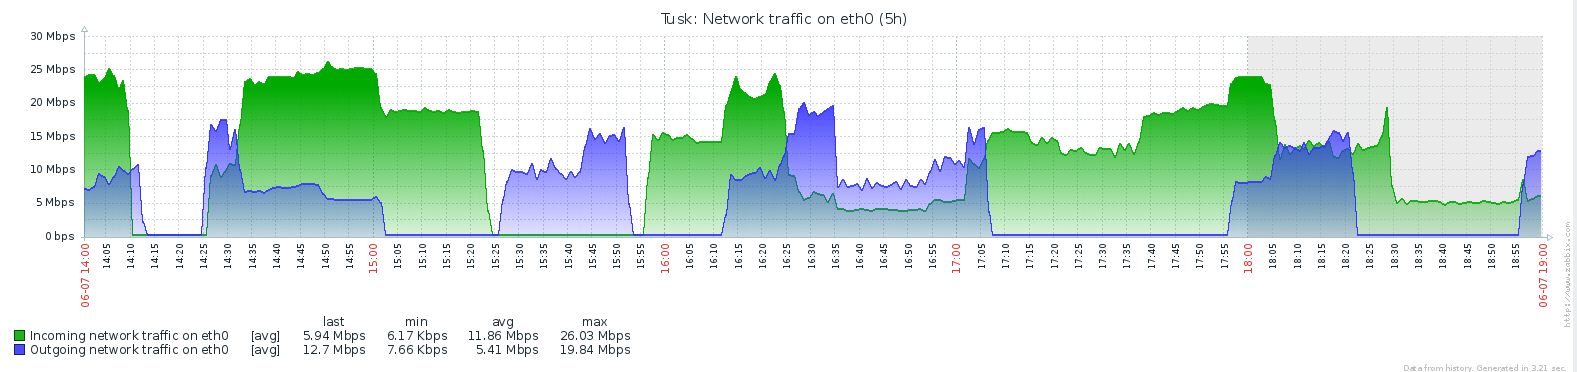 Tusk: Network traffic on eth0 (5h)
30 Mbps
25 Mbps
20 Mbps
15 Mbps
10 Mbps
5 Mbps
0 bps
06-07 14:00 14:05 14:10 14:15 14:20 14:25 14:30 14:35 14:40 14:45 14:50 14:55 15:00 15:05 15:10 15:15 15:20 15:25 15:30 15:35 15:40 15:45 15:50 15:55 16:00 16:05 16:10 16:15 16:20 16:25 16:30 16:35 16:40 16:45 16:50 16:55 17:00 17:05 17:10 17:15 17:20 17:25 17:30 17:35 17:40 17:45 17:50 17:55 18:00 18:05 18:10 18:15 18:20 18:25 18:30 18:35 18:40 18:45 18:50 18:55 06-07 19:00
last min avg max
Incoming network traffic on eth0 [avg] 5.94 Mbps 6.17 Kbps 11.86 Mbps 26.03 Mbps
Outgoing network traffic on eth0 [avg] 12.7 Mbps 7.66 Kbps 5.41 Mbps 19.84 Mbps
http://www.zabbix.com
Data from history. Generated in 3.21 sec.